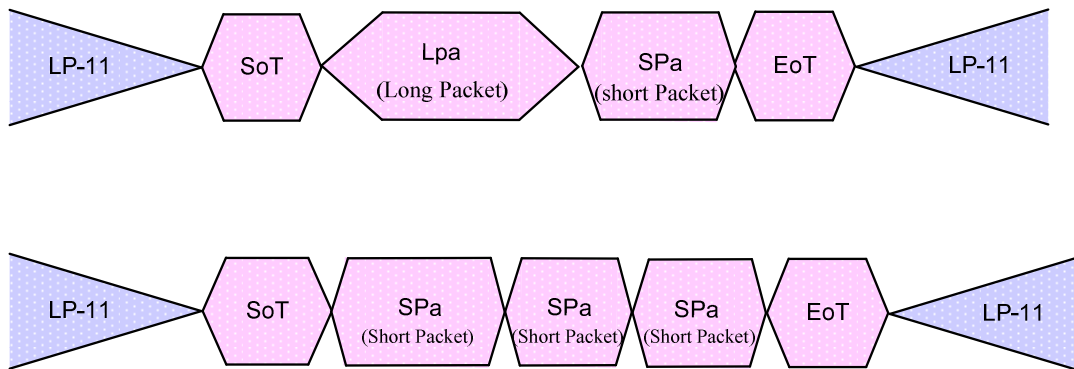 LP-11
SoT
Lpa
(Long Packet)
SPa
(short Packet)
EoT
LP-11
LP-11
SoT
SPa
(Short Packet)
SPa
(Short Packet)
SPa
(Short Packet)
EoT
LP-11